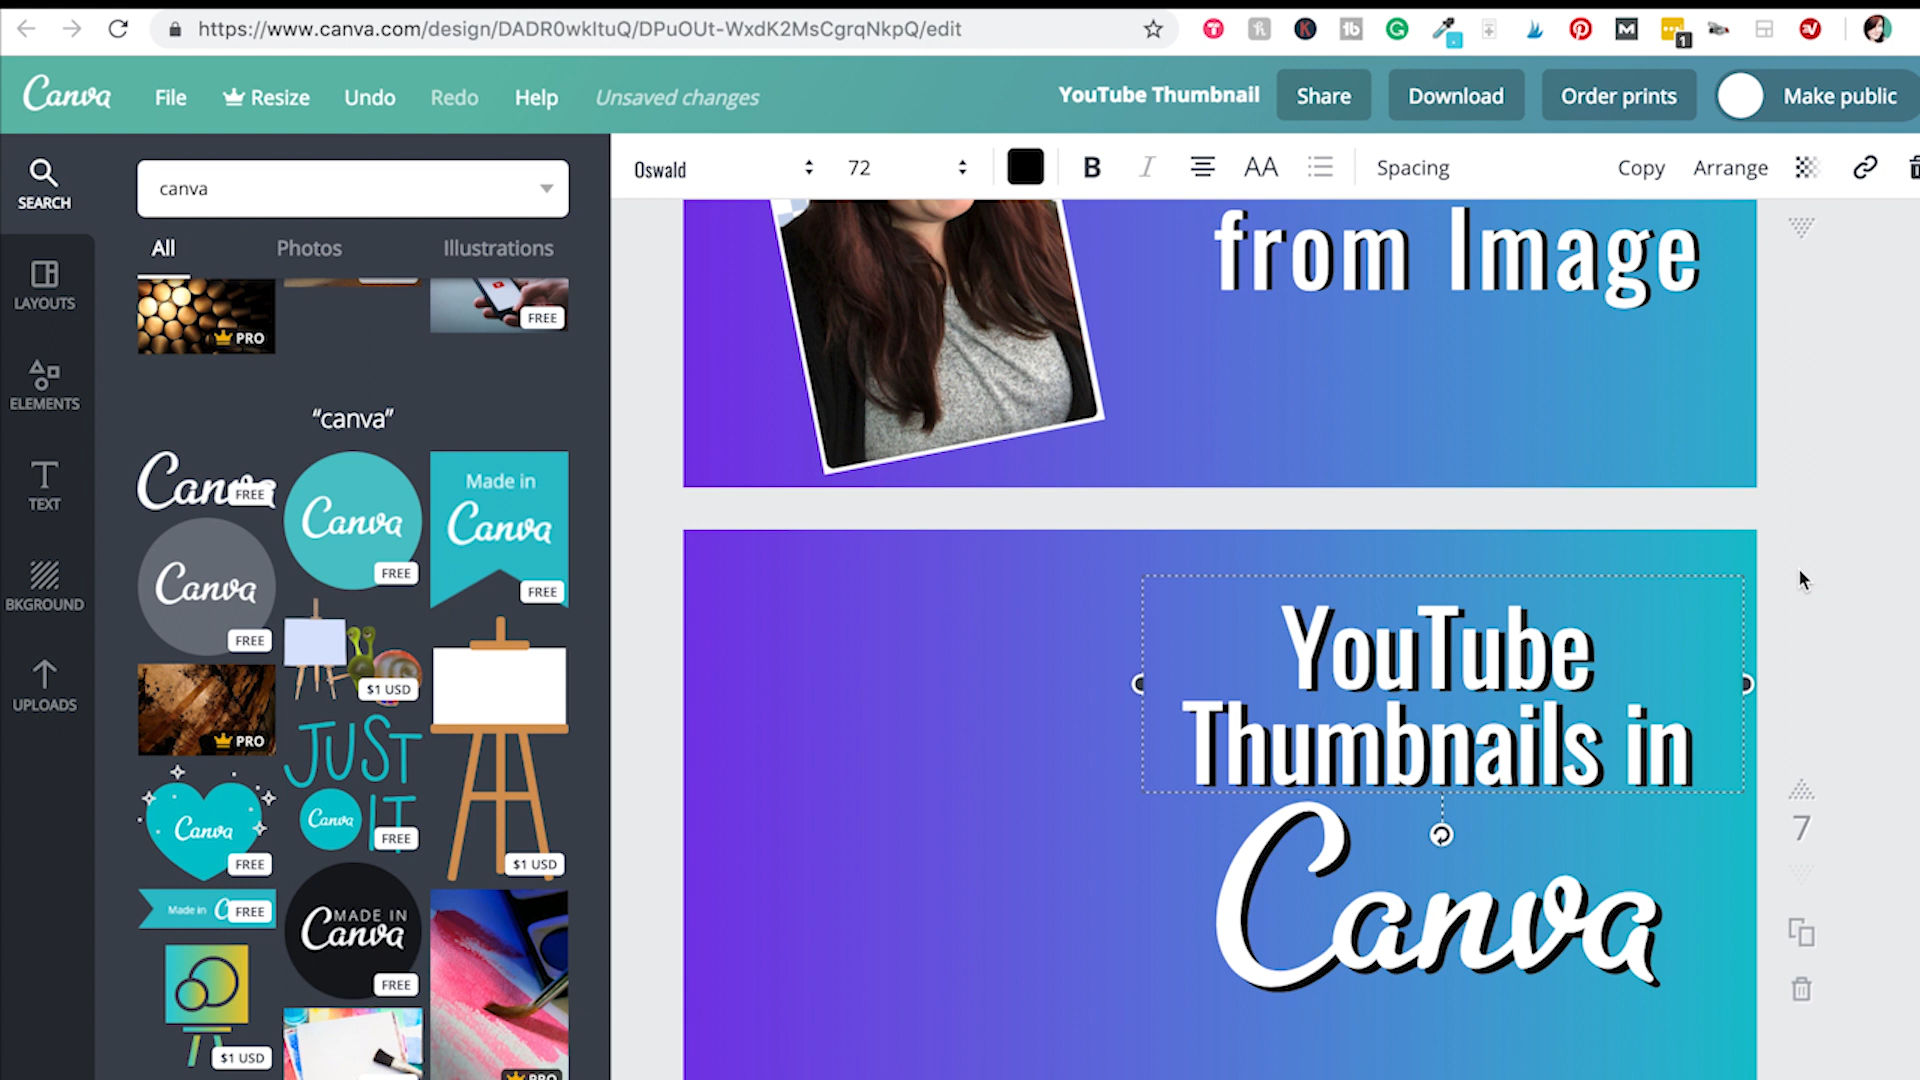 https://www.canva.com/design/DADR0wkItuQ/DPuOUt-WxdK2MsCgrqNkpQ/edit
1
Canva File Resize Undo Redo Help Unsaved changes YouTube Thumbnail Share Download Order prints Make public
SEARCH
LAYOUTS
ELEMENTS
TEXT
BKGROUND
UPLOADS
canva
All Photos Illustrations
PRO
FREE
“canva”
Canva
FREE
Canva
FREE
Made in
Canva
FREE
Canva
FREE
$1 USD
PRO
JUST
Canva
IT
FREE
$1 USD
Canva
FREE
Made in
FREE
MADE IN
Canva
FREE
$1 USD
PRO
Oswald 72 B I AA Spacing Copy Arrange
from Image
YouTube
Thumbnails in
Canva
7